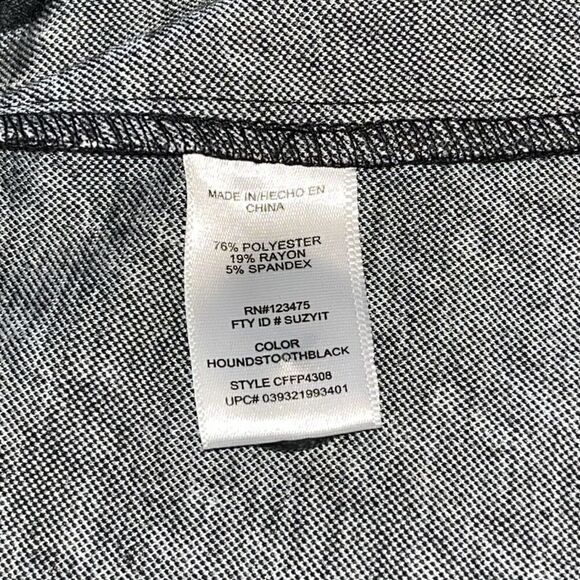 MADE IN/HECHO EN
CHINA
76% POLYESTER
19% RAYON
5% SPANDEX
RN#123475
FTY ID # SUZYIT
COLOR
HOUNDSTOOTHBLACK
STYLE CFFP4308
UPC# 039321993401